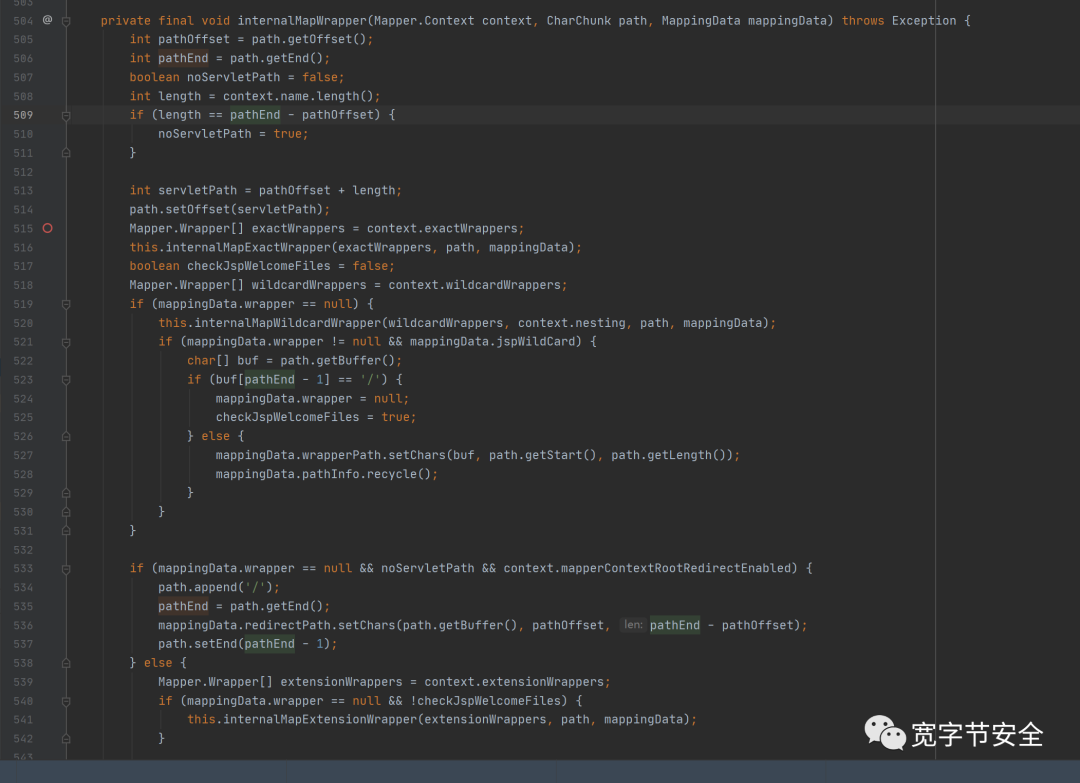 503
504 @ private final void internalMapWrapper(Mapper.Context context, CharChunk path, MappingData mappingData) throws Exception {
505 int pathOffset = path.getOffset();
506 int pathEnd = path.getEnd();
507 boolean noServletPath = false;
508 int length = context.name.length();
509 if (length == pathEnd - pathOffset) {
510 noServletPath = true;
511 }
512
513 int servletPath = pathOffset + length;
514 path.setOffset(servletPath);
515 Mapper.Wrapper[] exactWrappers = context.exactWrappers;
516 this.internalMapExactWrapper(exactWrappers, path, mappingData);
517 boolean checkJspWelcomeFiles = false;
518 Mapper.Wrapper[] wildcardWrappers = context.wildcardWrappers;
519 if (mappingData.wrapper == null) {
520 this.internalMapWildcardWrapper(wildcardWrappers, context.nesting, path, mappingData);
521 if (mappingData.wrapper != null && mappingData.jspWildCard) {
522 char[] buf = path.getBuffer();
523 if (buf[pathEnd - 1] == '/') {
524 mappingData.wrapper = null;
525 checkJspWelcomeFiles = true;
526 } else {
527 mappingData.wrapperPath.setChars(buf, path.getStart(), path.getLength());
528 mappingData.pathInfo.recycle();
529 }
530 }
531 }
532
533 if (mappingData.wrapper == null && noServletPath && context.mapperContextRootRedirectEnabled) {
534 path.append('/');
535 pathEnd = path.getEnd();
536 mappingData.redirectPath.setChars(path.getBuffer(), pathOffset, len: pathEnd - pathOffset);
537 path.setEnd(pathEnd - 1);
538 } else {
539 Mapper.Wrapper[] extensionWrappers = context.extensionWrappers;
540 if (mappingData.wrapper == null && !checkJspWelcomeFiles) {
541 this.internalMapExtensionWrapper(extensionWrappers, path, mappingData);
542 }
543
宽字节安全